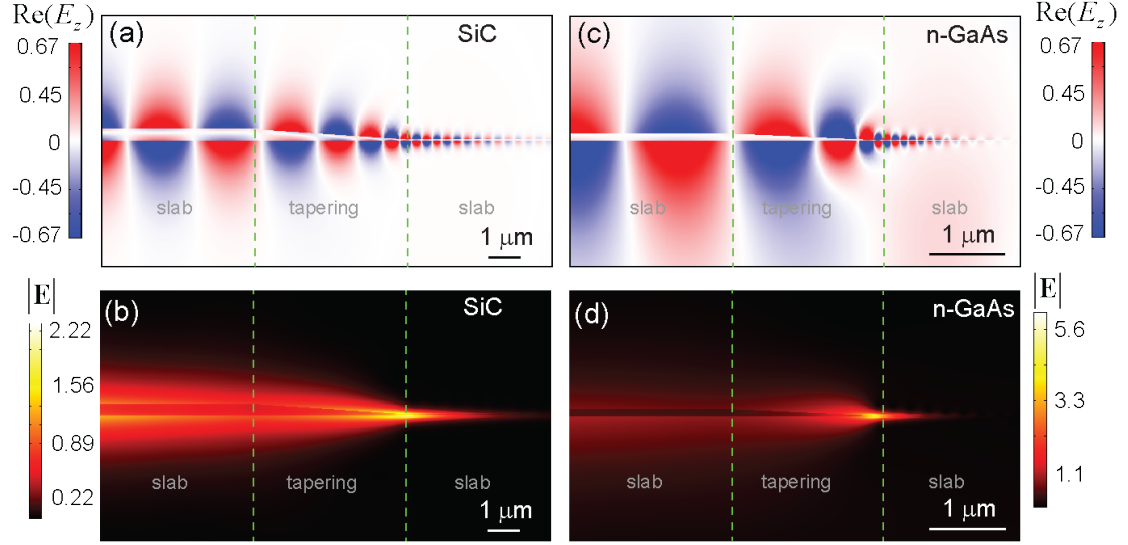 Re(E_z)
0.67
0.45
0
-0.45
-0.67
(a)
SiC
slab
tapering
slab
1 μm
(c)
n-GaAs
slab
tapering
slab
1 μm
Re(E_z)
0.67
0.45
0
-0.45
-0.67
|E|
2.22
1.56
0.89
0.22
(b)
SiC
slab
tapering
slab
1 μm
(d)
n-GaAs
slab
tapering
slab
1 μm
|E|
5.6
3.3
1.1